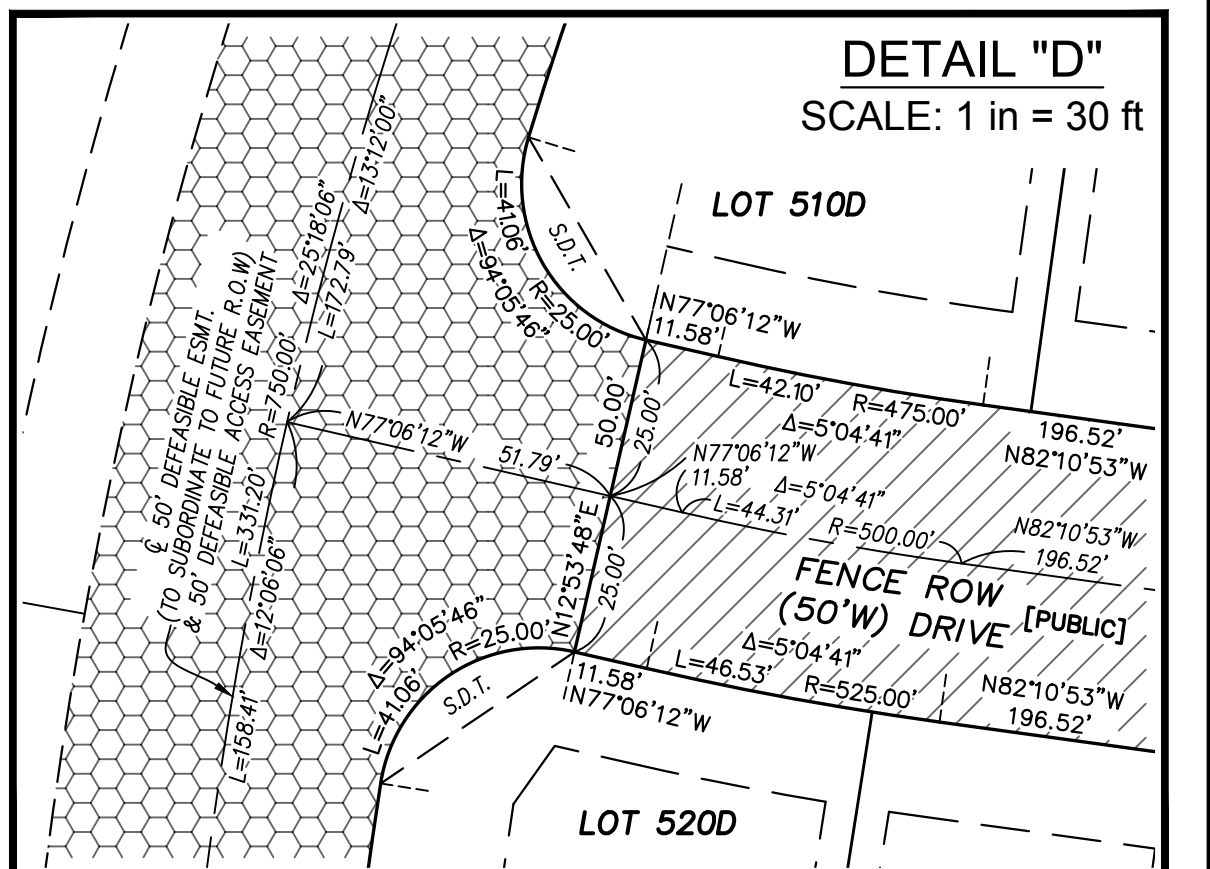 DETAIL "D"
SCALE: 1 in = 30 ft
LOT 510D
Δ=13°12'00"
Δ=25°18'06"
L=172.79'
R=750.00'
L=331.20'
Δ=12°06'06"
L=158.41'
℄ 50' DEFEASIBLE ESMT.
(TO SUBORDINATE TO FUTURE R.O.W)
& 50' DEFEASIBLE ACCESS EASEMENT
L=41.06'
Δ=94°05'46"
R=25.00'
S.D.T.
N77°06'12"W
11.58'
L=42.10'
R=475.00'
Δ=5°04'41"
196.52'
N82°10'53"W
50.00'
25.00'
N77°06'12"W
51.79'
N77°06'12"W
11.58'
Δ=5°04'41"
L=44.31'
R=500.00'
N82°10'53"W
196.52'
N12°53'48"E
25.00'
FENCE ROW
(50'W) DRIVE [PUBLIC]
Δ=94°05'46"
R=25.00'
L=41.06'
S.D.T.
11.58'
N77°06'12"W
Δ=5°04'41"
L=46.53'
R=525.00'
N82°10'53"W
196.52'
LOT 520D